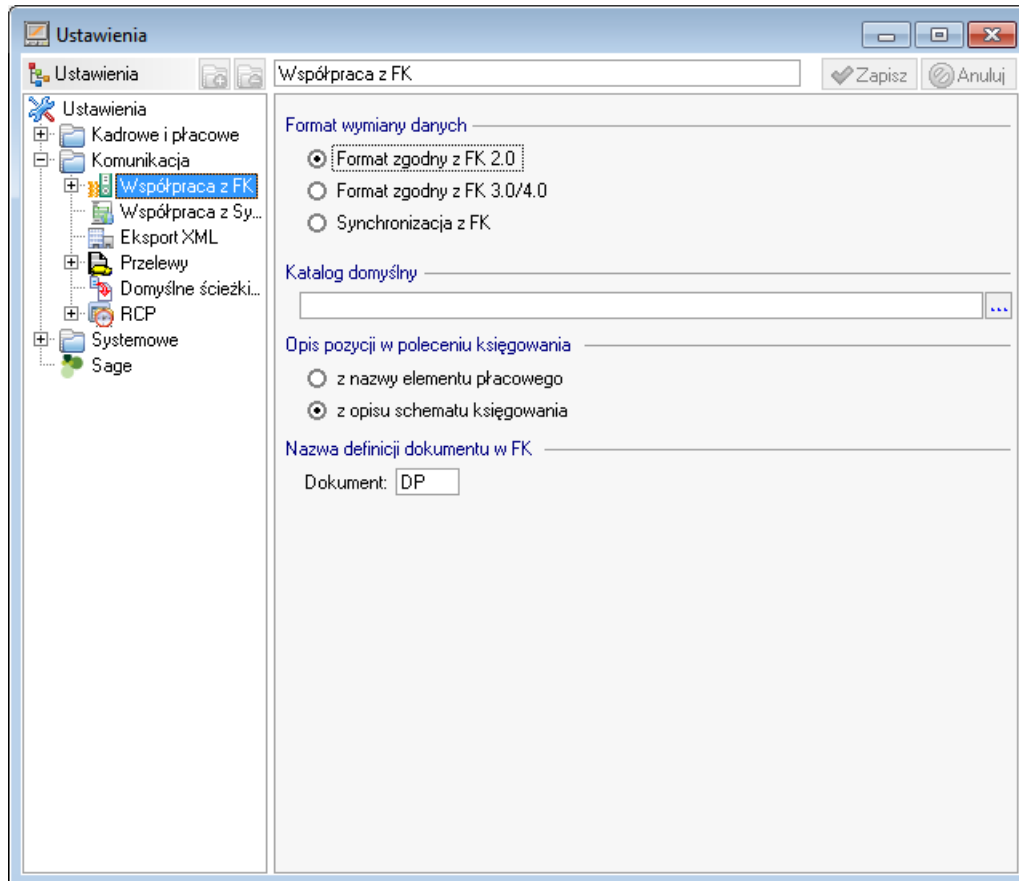 Ustawienia
Ustawienia
Współpraca z FK
Zapisz
Anuluj
Ustawienia
Kadrowe i płacowe
Komunikacja
Współpraca z FK
Współpraca z Sy...
Eksport XML
Przelewy
Domyślne ścieżki...
RCP
Systemowe
Sage
Format wymiany danych
Format zgodny z FK 2.0
Format zgodny z FK 3.0/4.0
Synchronizacja z FK
Katalog domyślny
...
Opis pozycji w poleceniu księgowania
z nazwy elementu płacowego
z opisu schematu księgowania
Nazwa definicji dokumentu w FK
Dokument: DP